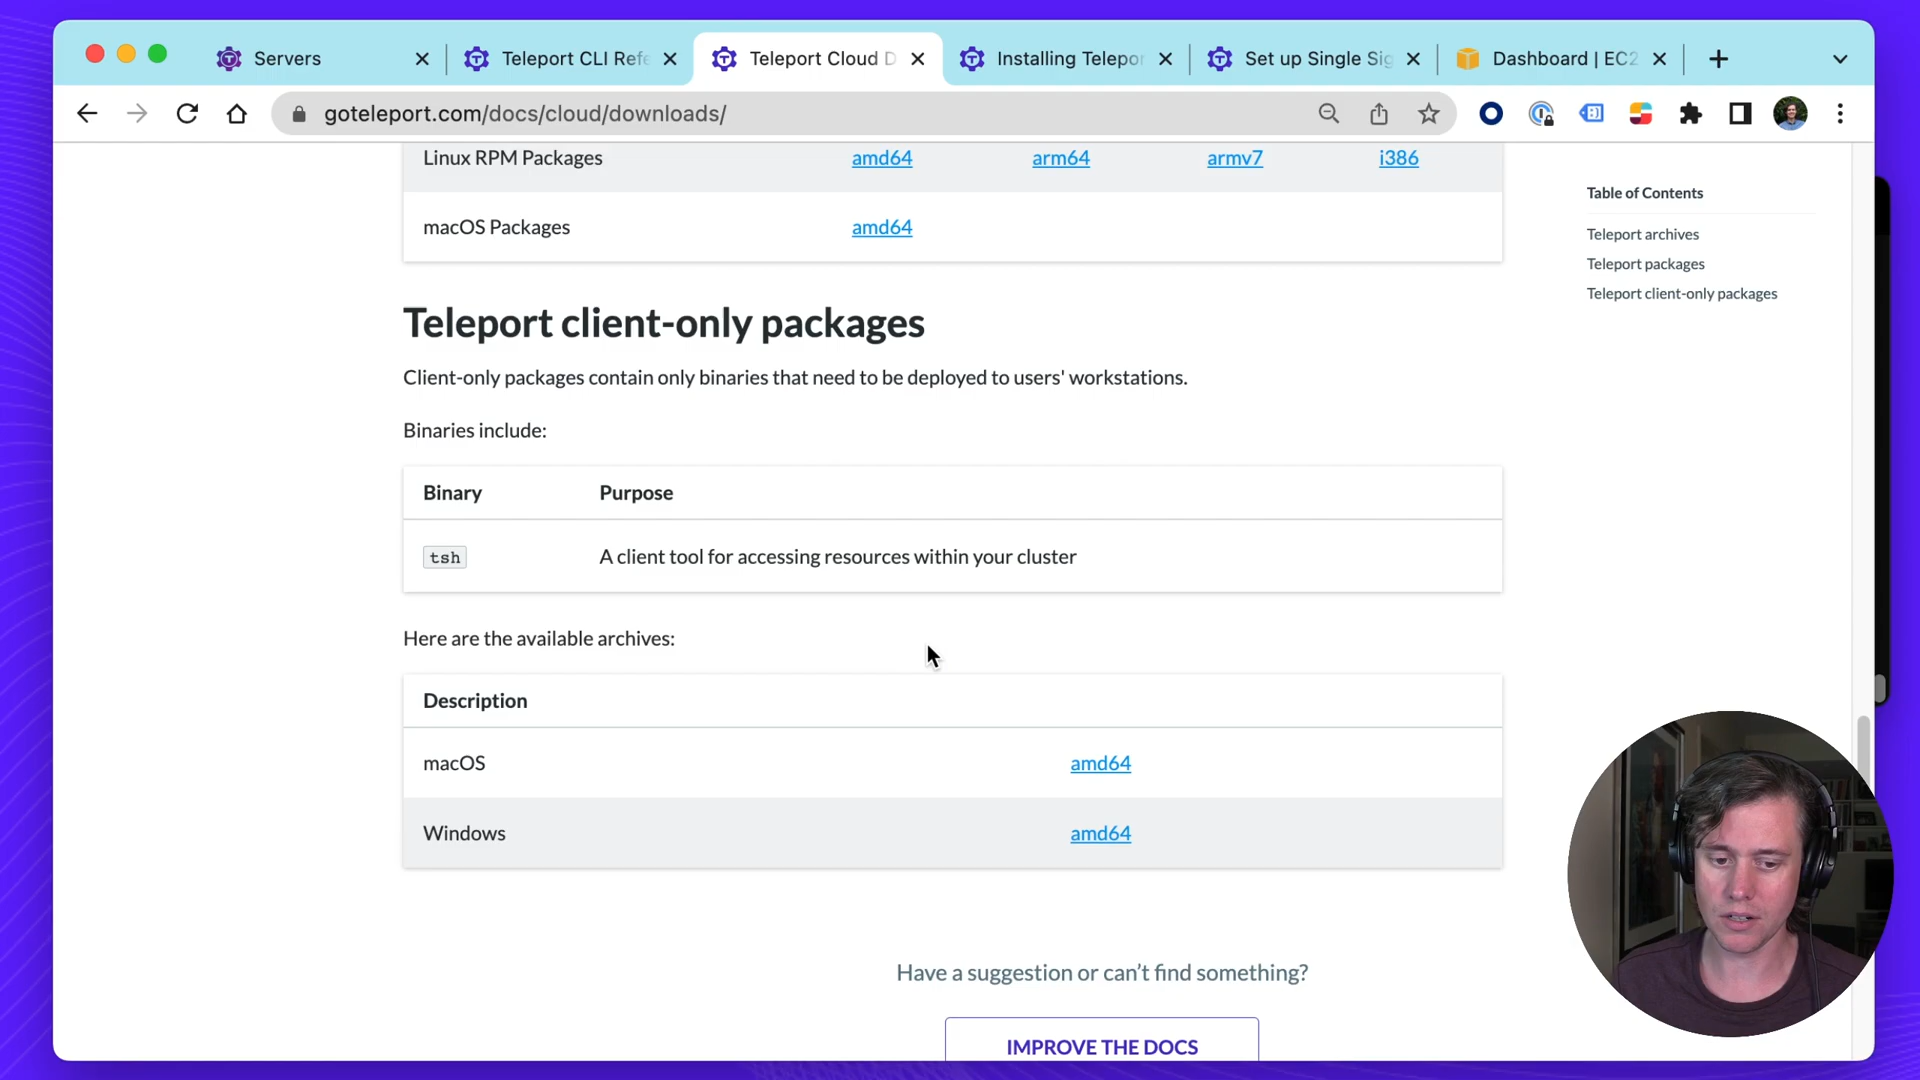 Servers
Teleport CLI Refe
Teleport Cloud D
Installing Telepor
Set up Single Sig
Dashboard | EC2
goteleport.com/docs/cloud/downloads/
Linux RPM Packages amd64 arm64 armv7 i386
macOS Packages amd64
Table of Contents
Teleport archives
Teleport packages
Teleport client-only packages
Teleport client-only packages
Client-only packages contain only binaries that need to be deployed to users' workstations.
Binaries include:
Binary Purpose
tsh A client tool for accessing resources within your cluster
Here are the available archives:
Description
macOS amd64
Windows amd64
Have a suggestion or can’t find something?
IMPROVE THE DOCS